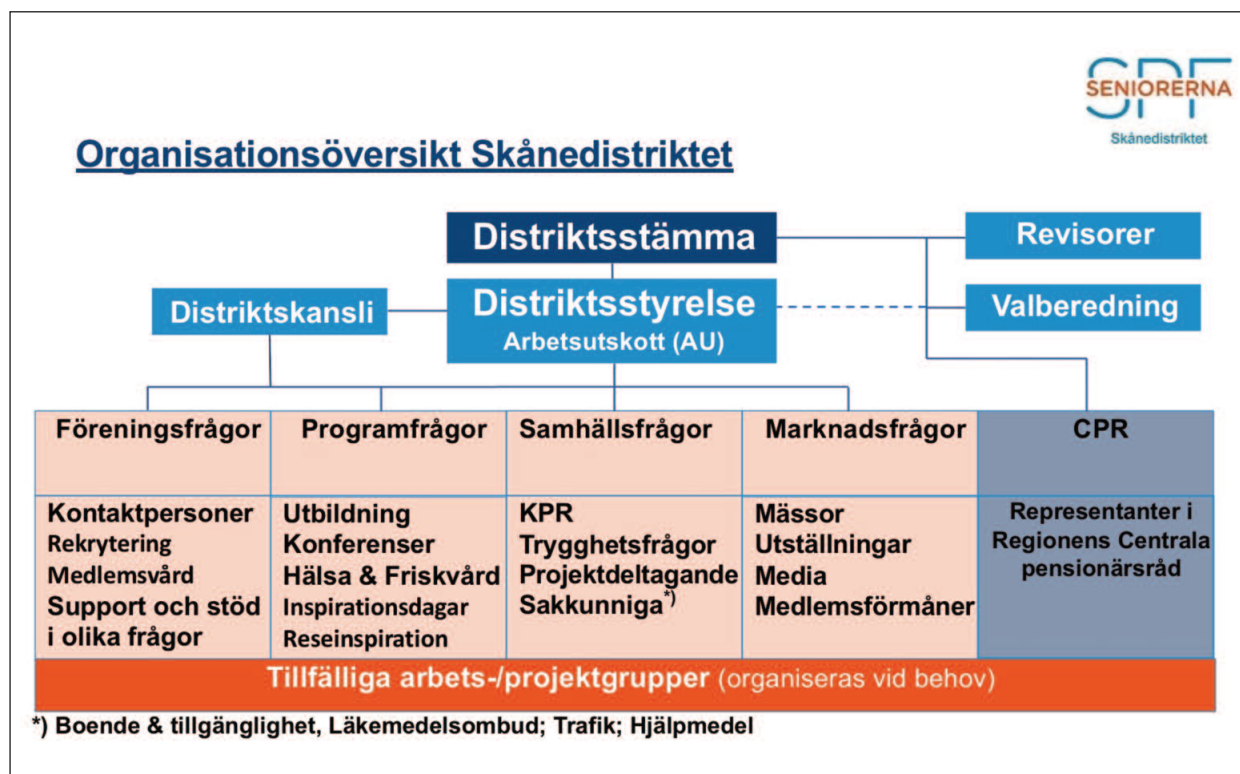 SPF
SENIORERNA
Skånedistriktet
Organisationsöversikt Skånedistriktet
Distriktsstämma
Revisorer
Distriktskansli
Distriktsstyrelse
Arbetsutskott (AU)
Valberedning
Föreningsfrågor
Programfrågor
Samhällsfrågor
Marknadsfrågor
CPR
Kontaktpersoner
Rekrytering
Medlemsvård
Support och stöd
i olika frågor
Utbildning
Konferenser
Hälsa & Friskvård
Inspirationsdagar
Reseinspiration
KPR
Trygghetsfrågor
Projektdeltagande
Sakkunniga*)
Mässor
Utställningar
Media
Medlemsförmåner
Representanter i
Regionens Centrala
pensionärsråd
Tillfälliga arbets-/projektgrupper (organiseras vid behov)
*) Boende & tillgänglighet, Läkemedelsombud; Trafik; Hjälpmedel